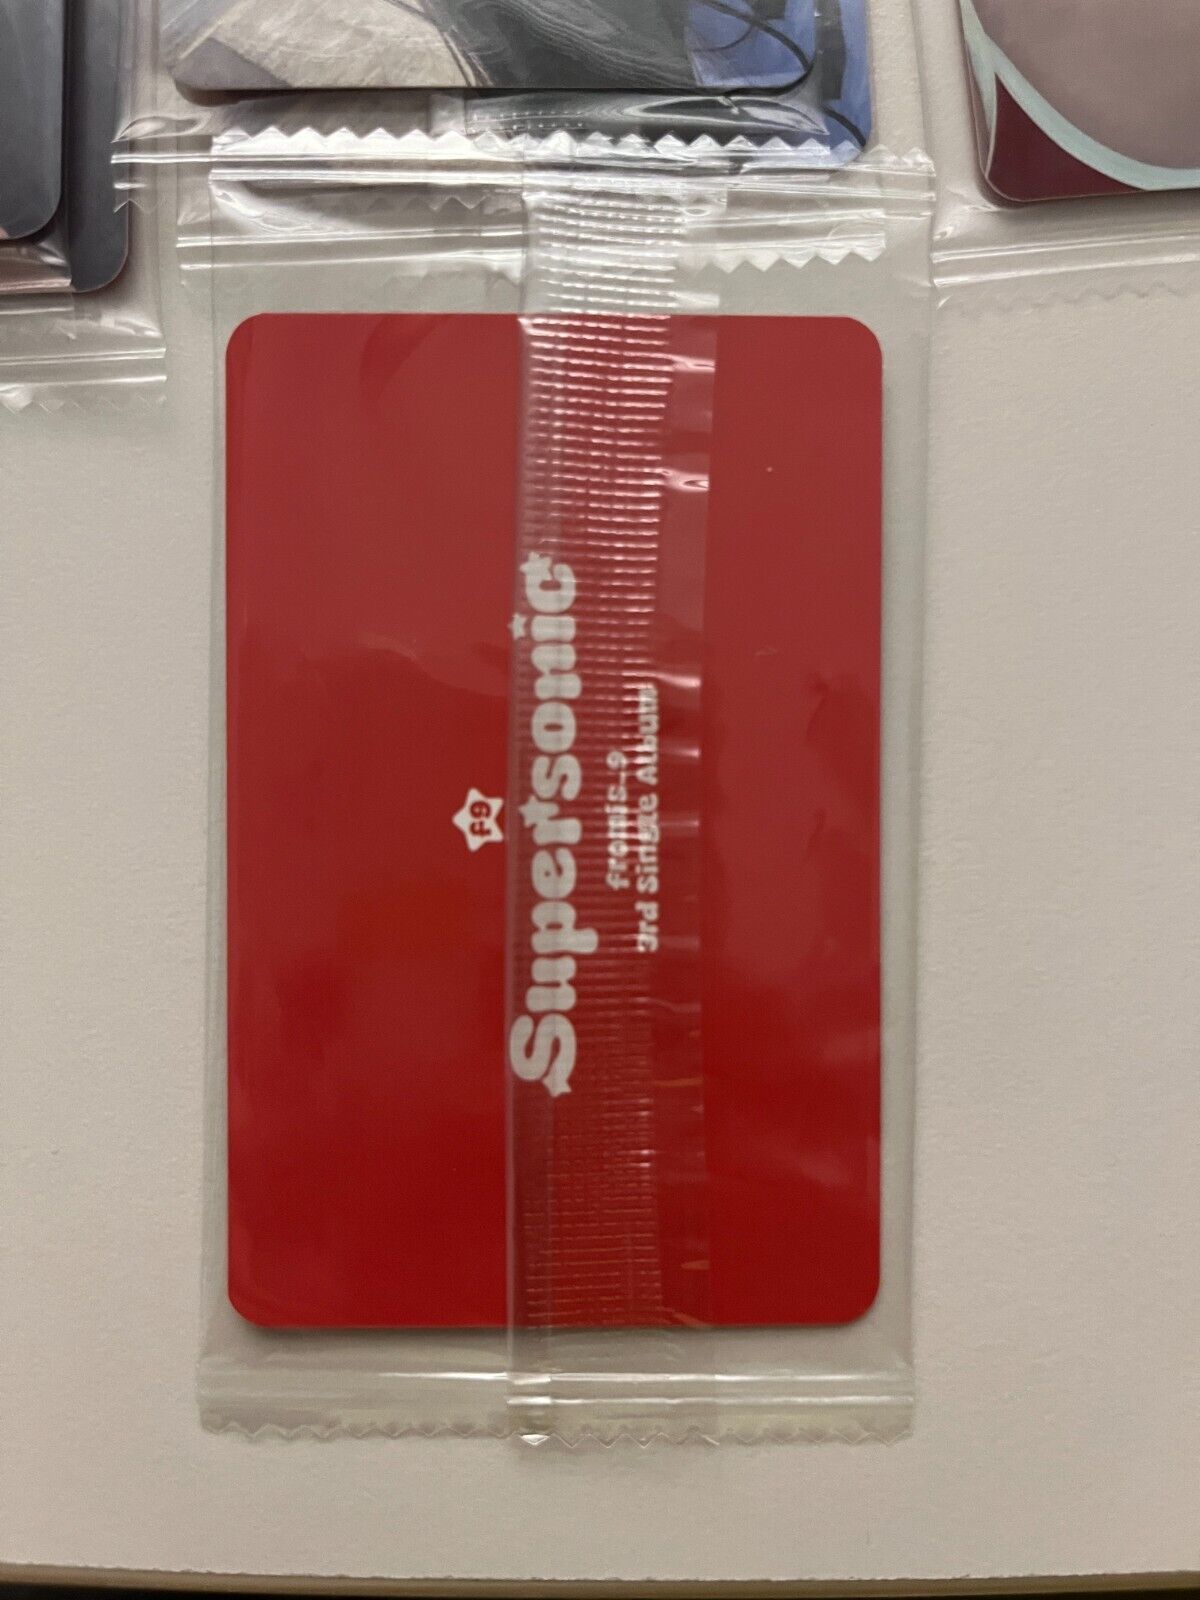 f9
Supersonic
fromis_9
3rd Single Album